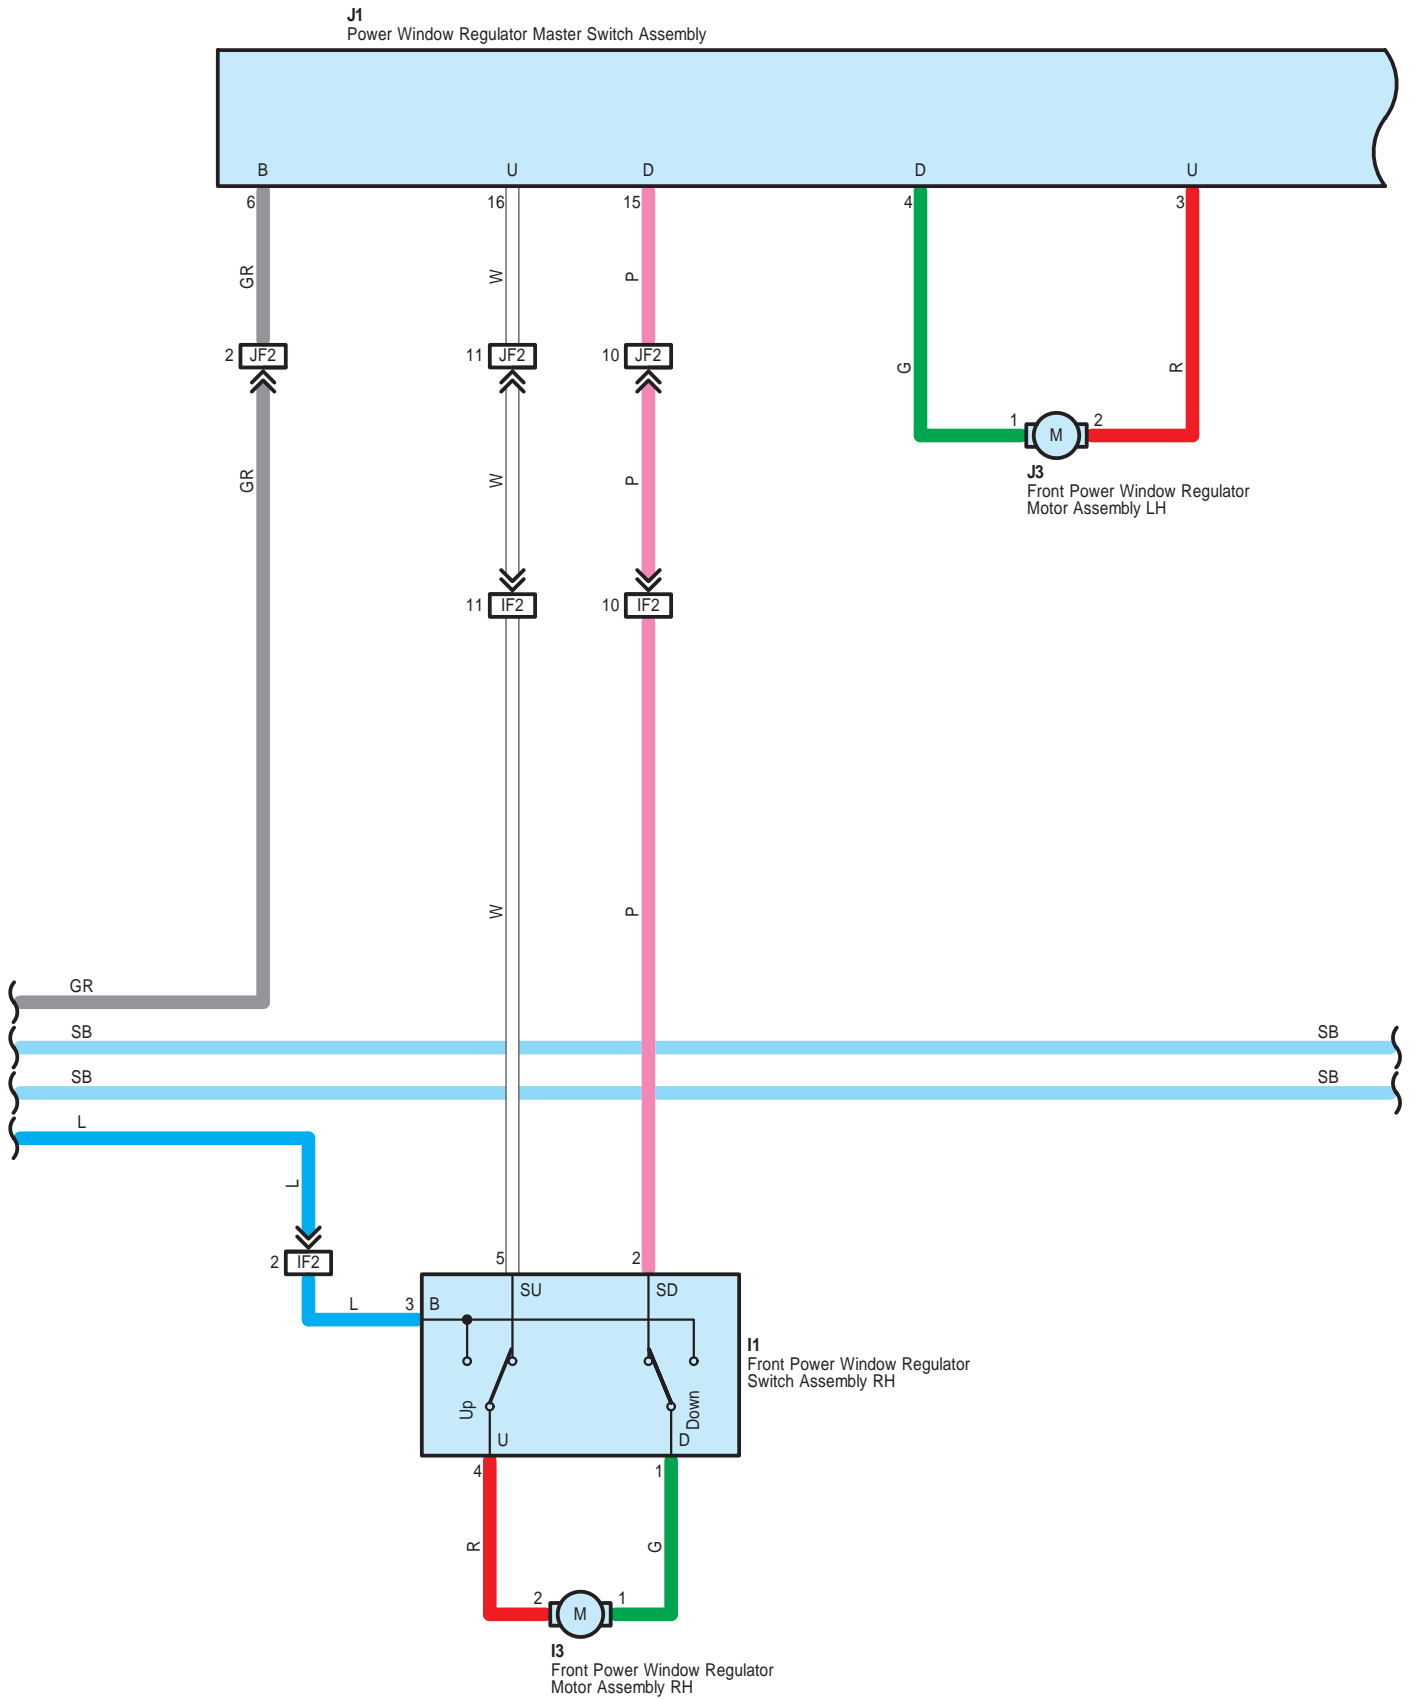 J1
Power Window Regulator Master Switch Assembly
B U D D U
6 16 15 4 3
GR W P
2 JF2 11 JF2 10 JF2
G R
1 M 2
J3
Front Power Window Regulator
Motor Assembly LH
GR W P
11 IF2 10 IF2
W P
GR
SB SB
SB SB
L
L
2 IF2
5 2
SU SD
L 3 B
I1
Front Power Window Regulator
Switch Assembly RH
Up Down
U D
4 1
R G
2 M 1
I3
Front Power Window Regulator
Motor Assembly RH